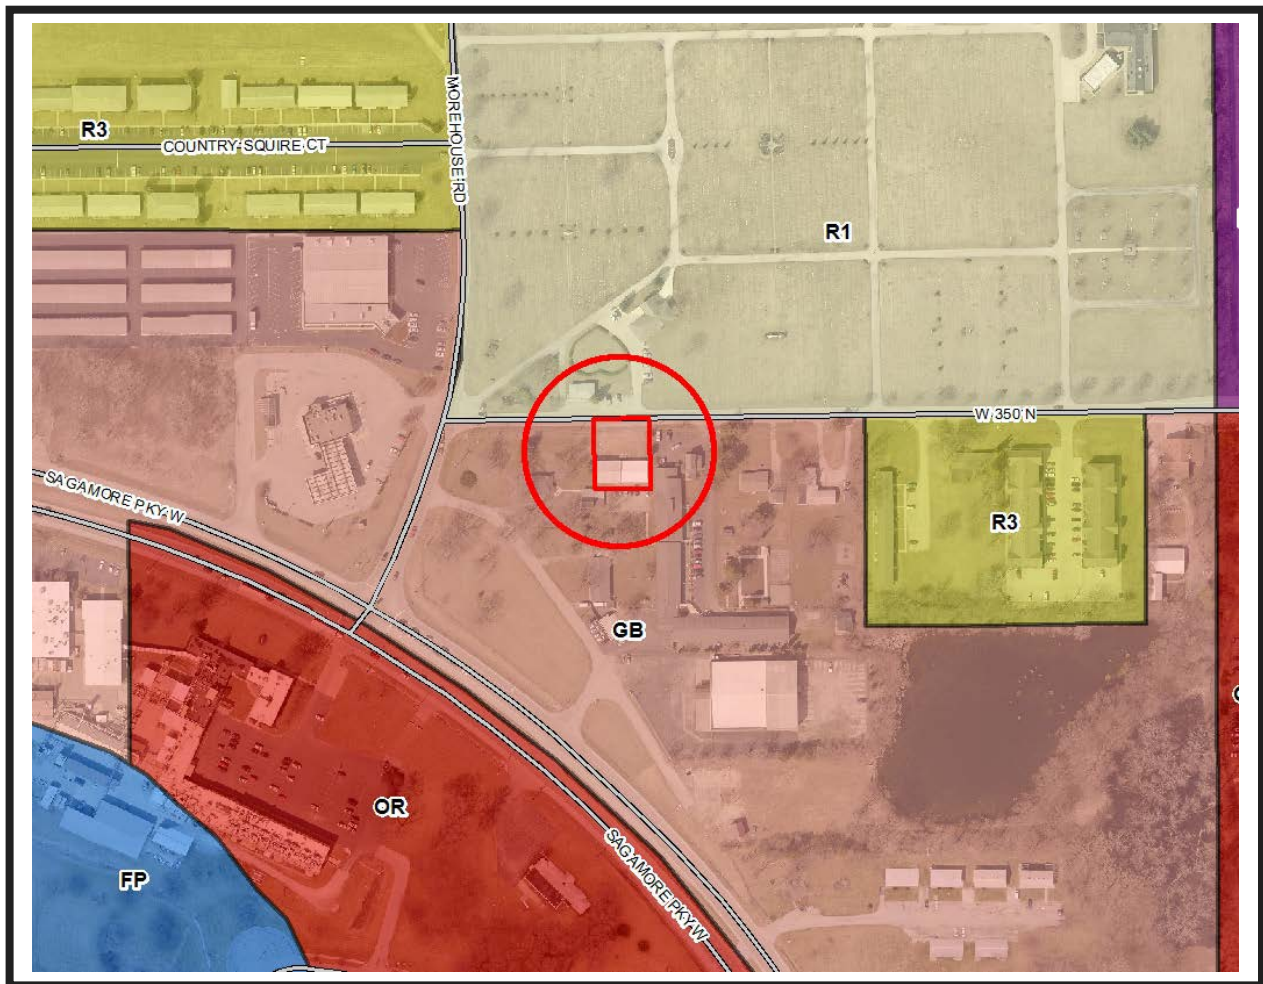 R3
COUNTRY SQUIRE CT
MOREHOUSE RD
R1
W 350 N
SAGAMORE PKY W
R3
GB
OR
SAGAMORE PKY W
FP